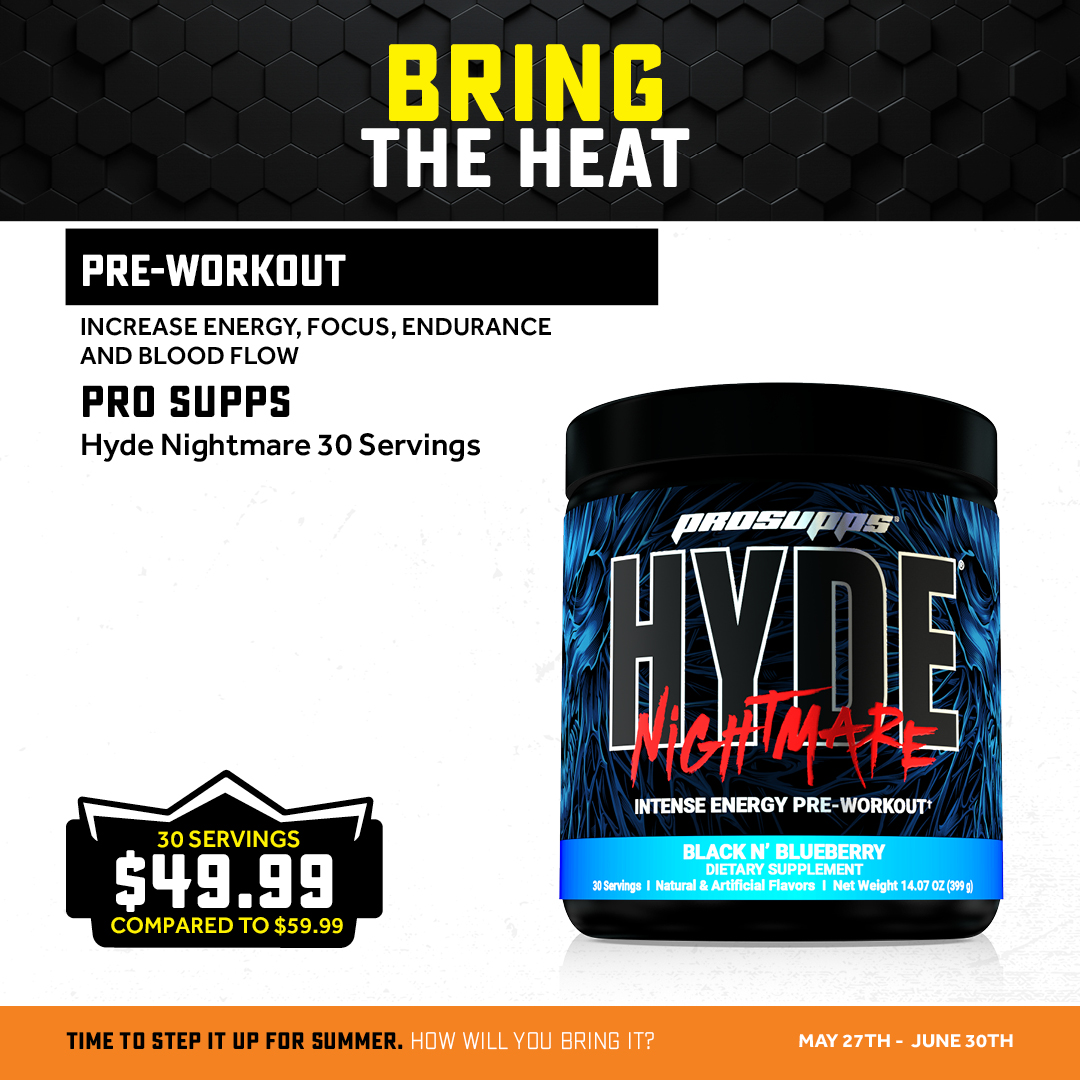 BRING
THE HEAT
PRE-WORKOUT
INCREASE ENERGY, FOCUS, ENDURANCE
AND BLOOD FLOW
PRO SUPPS
Hyde Nightmare 30 Servings
PROSUPPS®
HYDE®
NiGHTMARE
INTENSE ENERGY PRE-WORKOUT†
BLACK N' BLUEBERRY
DIETARY SUPPLEMENT
30 Servings | Natural & Artificial Flavors | Net Weight 14.07 OZ (399 g)
30 SERVINGS
$49.99
COMPARED TO $59.99
TIME TO STEP IT UP FOR SUMMER. HOW WILL YOU BRING IT? MAY 27TH - JUNE 30TH